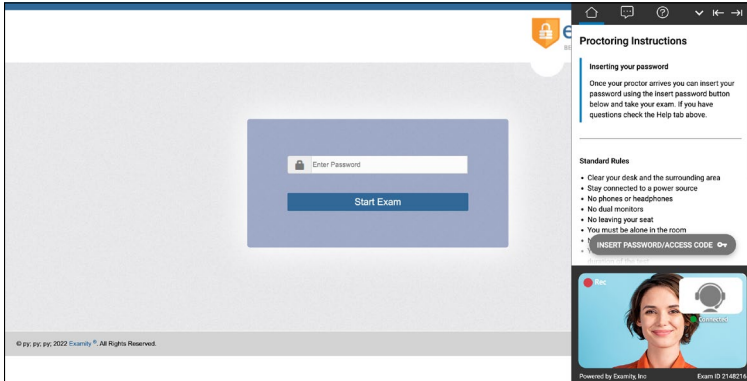 e
Enter Password
Start Exam
© py; py; py; 2022 Examity ®. All Rights Reserved.
Proctoring Instructions
Inserting your password
Once your proctor arrives you can insert your
password using the insert password button
below and take your exam. If you have
questions check the Help tab above.
Standard Rules
• Clear your desk and the surrounding area
• Stay connected to a power source
• No phones or headphones
• No dual monitors
• No leaving your seat
• You must be alone in the room
INSERT PASSWORD/ACCESS CODE
duration of the test
Rec
Connected
Powered by Examity, Inc
Exam ID 2148216